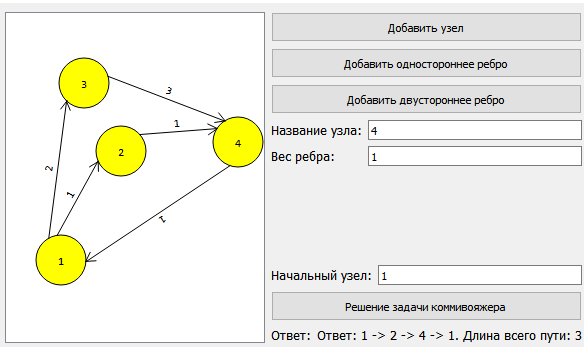 Добавить узел
Добавить одностороннее ребро
Добавить двустороннее ребро
Название узла: 4
Вес ребра: 1
Начальный узел: 1
Решение задачи коммивояжера
Ответ: Ответ: 1 -> 2 -> 4 -> 1. Длина всего пути: 3
3
3
1
2
4
2
1
1
1